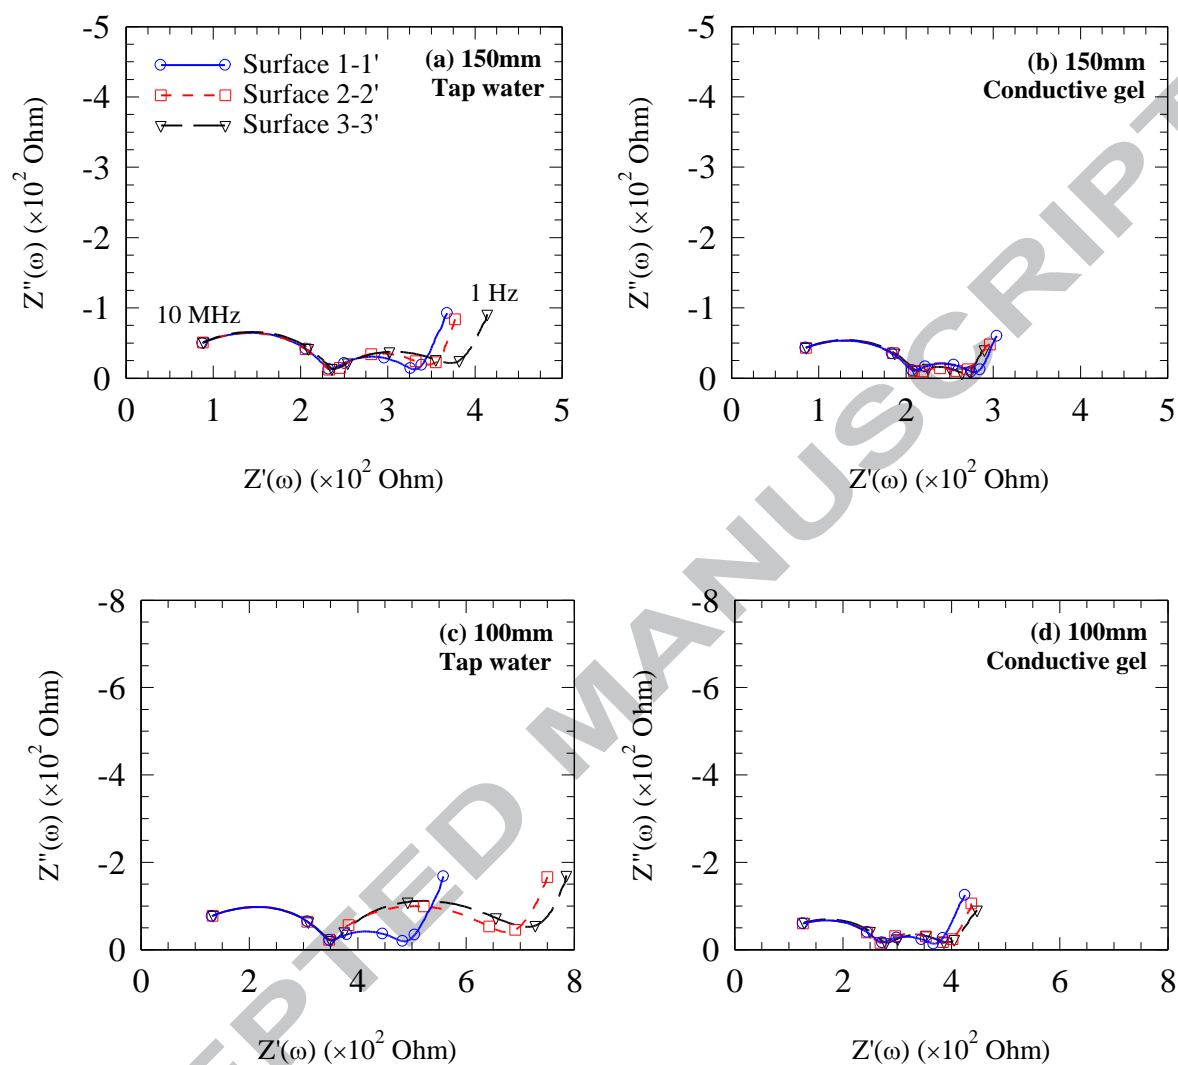 -5
-4
-3
-2
-1
0
0
1
2
3
4
5
Z''(ω) (×10² Ohm)
Z'(ω) (×10² Ohm)
Surface 1-1'
Surface 2-2'
Surface 3-3'
(a) 150mm
Tap water
10 MHz
1 Hz
-5
-4
-3
-2
-1
0
0
1
2
3
4
5
Z''(ω) (×10² Ohm)
Z'(ω) (×10² Ohm)
(b) 150mm
Conductive gel
-8
-6
-4
-2
0
0
2
4
6
8
Z''(ω) (×10² Ohm)
Z'(ω) (×10² Ohm)
(c) 100mm
Tap water
-8
-6
-4
-2
0
0
2
4
6
8
Z''(ω) (×10² Ohm)
Z'(ω) (×10² Ohm)
(d) 100mm
Conductive gel
EPTED MANUSCRIPT